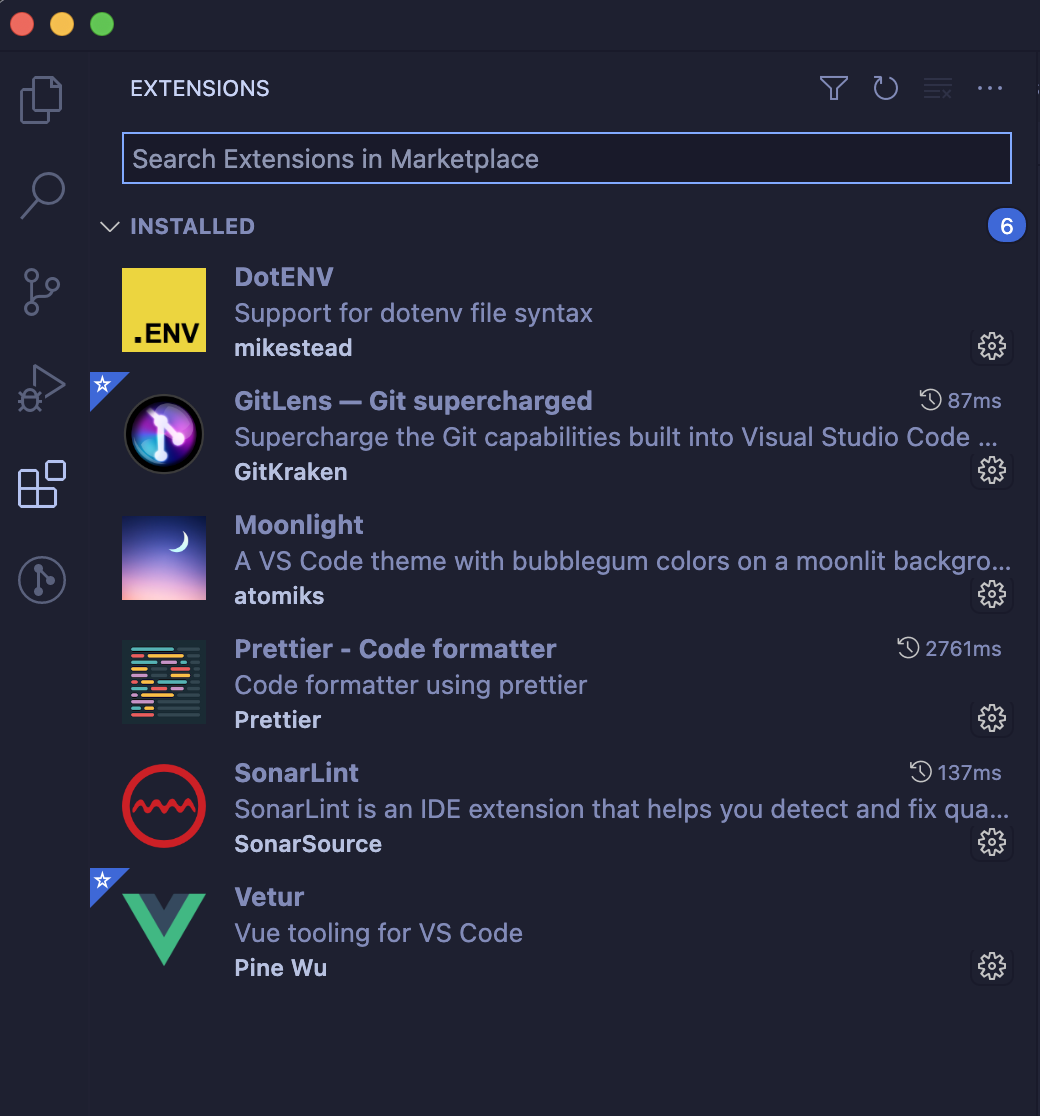 EXTENSIONS
Search Extensions in Marketplace
INSTALLED
6
DotENV
Support for dotenv file syntax
.ENV
mikestead
GitLens — Git supercharged
87ms
Supercharge the Git capabilities built into Visual Studio Code ...
GitKraken
Moonlight
A VS Code theme with bubblegum colors on a moonlit backgro...
atomiks
Prettier - Code formatter
2761ms
Code formatter using prettier
Prettier
SonarLint
137ms
SonarLint is an IDE extension that helps you detect and fix qua...
SonarSource
Vetur
Vue tooling for VS Code
Pine Wu